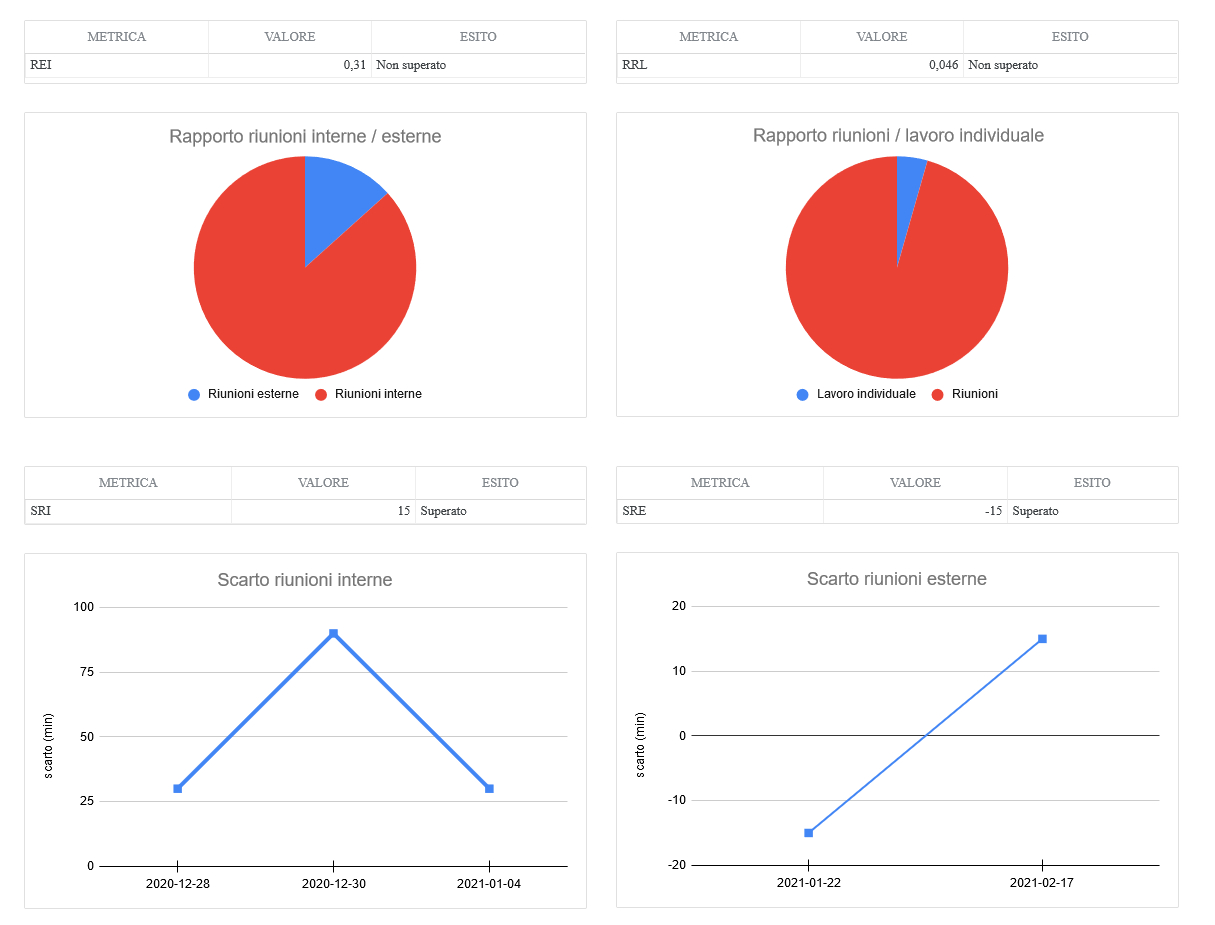 METRICA VALORE ESITO
REI 0,31 Non superato
METRICA VALORE ESITO
RRL 0,046 Non superato
Rapporto riunioni interne / esterne
Riunioni esterne Riunioni interne
Rapporto riunioni / lavoro individuale
Lavoro individuale Riunioni
METRICA VALORE ESITO
SRI 15 Superato
METRICA VALORE ESITO
SRE -15 Superato
Scarto riunioni interne
scarto (min)
100
75
50
25
0
2020-12-28 2020-12-30 2021-01-04
Scarto riunioni esterne
scarto (min)
20
10
0
-10
-20
2021-01-22 2021-02-17